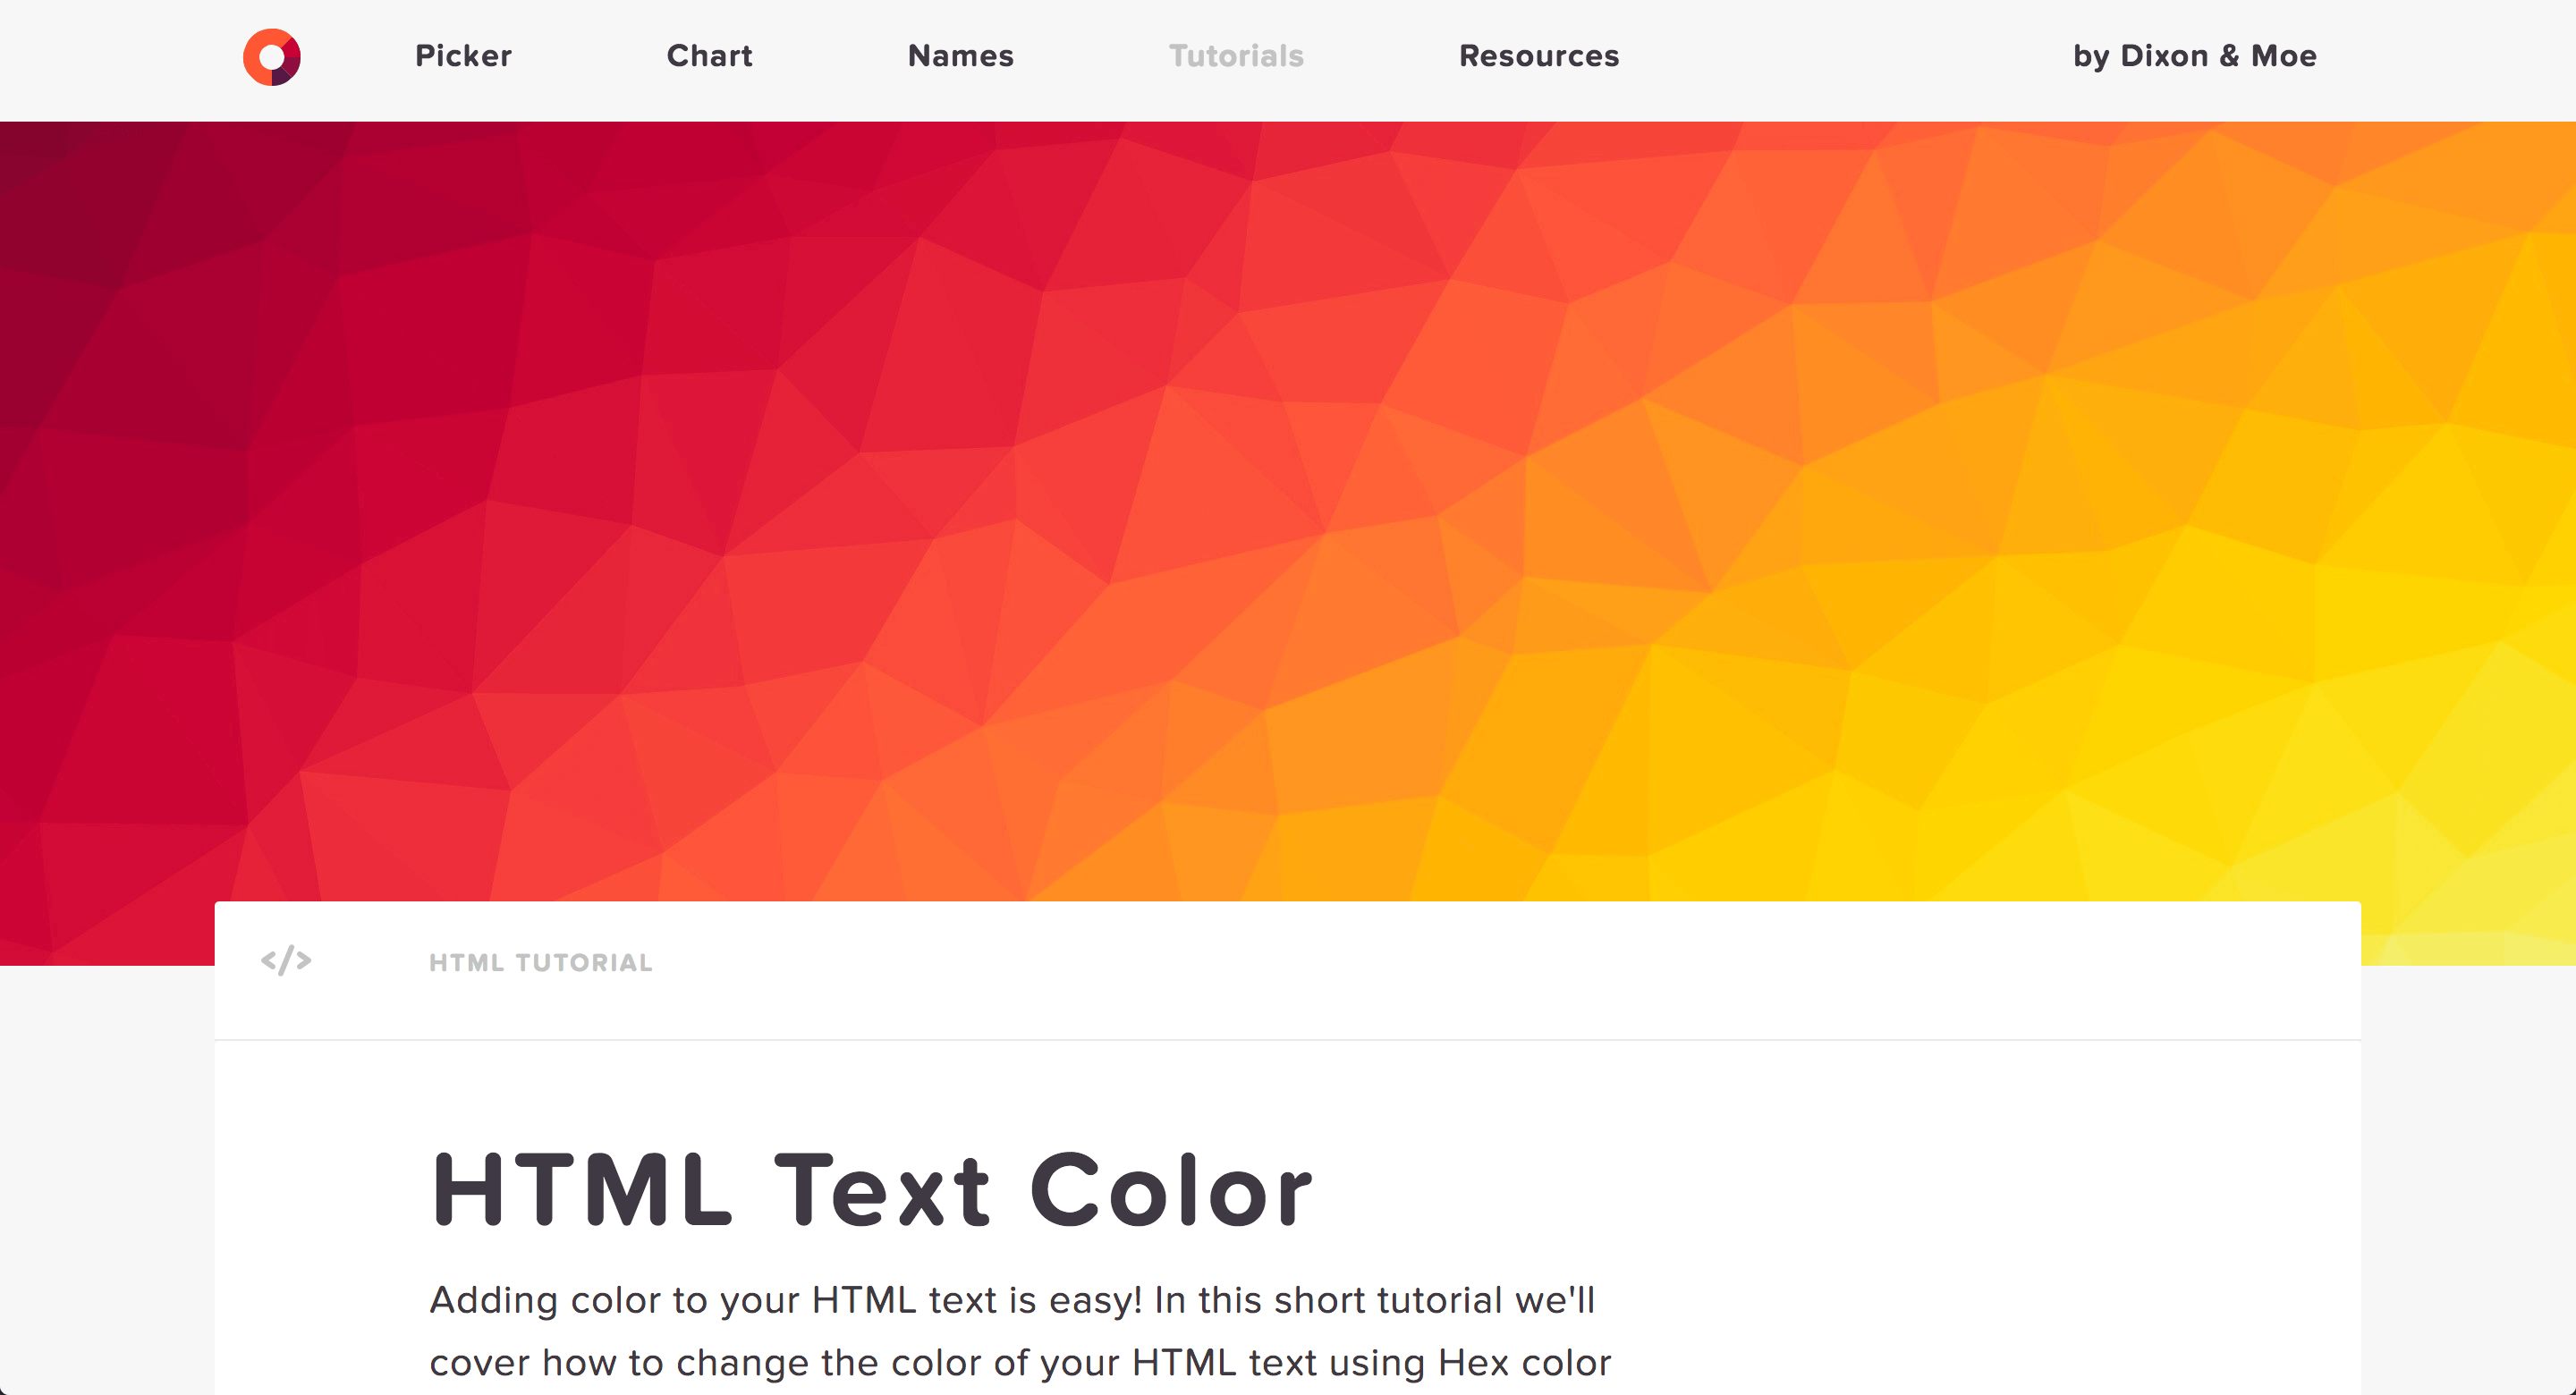 Picker Chart Names Tutorials Resources by Dixon & Moe
</> HTML TUTORIAL
HTML Text Color
Adding color to your HTML text is easy! In this short tutorial we'll
cover how to change the color of your HTML text using Hex color